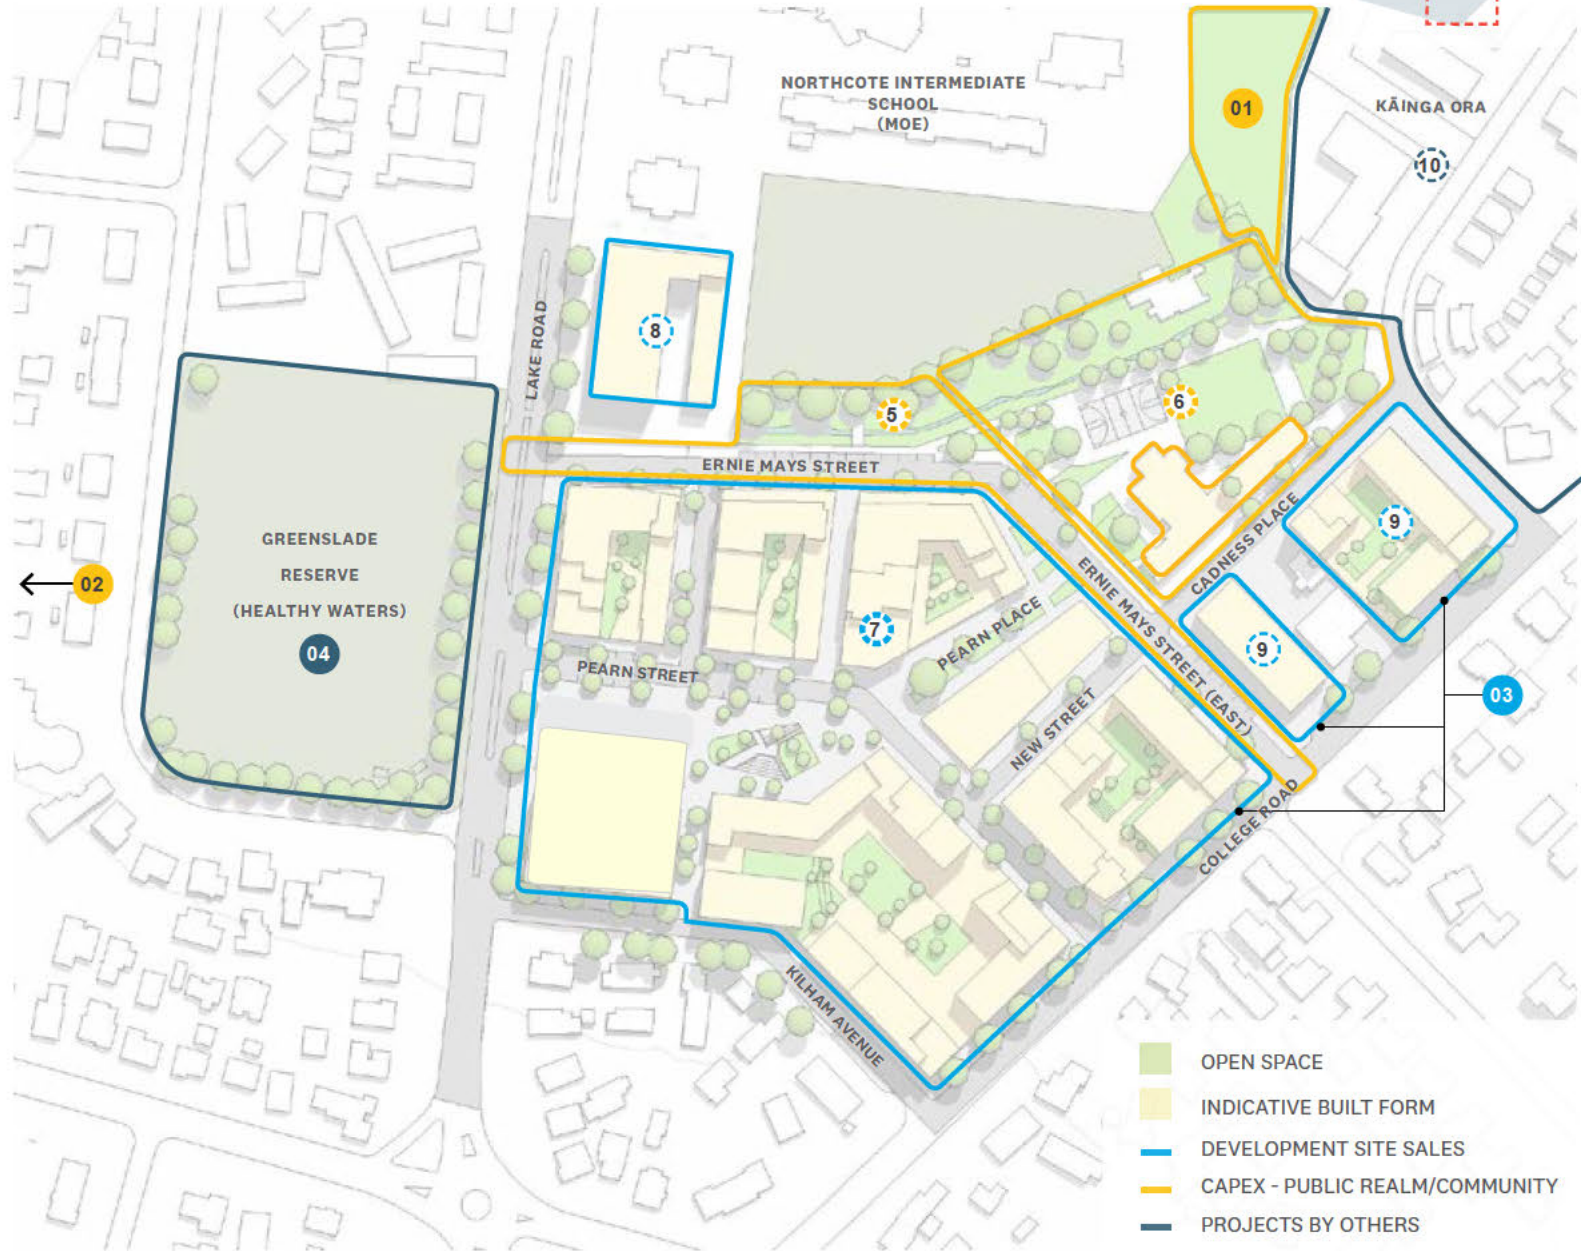 NORTHCOTE INTERMEDIATE
SCHOOL
(MOE)
01
KĀINGA ORA
10
8
LAKE ROAD
5
6
ERNIE MAYS STREET
GREENSLADE
RESERVE
(HEALTHY WATERS)
04
02
7
PEARN STREET
PEARN PLACE
ERNIE MAYS STREET (EAST)
CADNESS PLACE
9
9
03
NEW STREET
COLLEGE ROAD
KILHAM AVENUE
OPEN SPACE
INDICATIVE BUILT FORM
DEVELOPMENT SITE SALES
CAPEX - PUBLIC REALM/COMMUNITY
PROJECTS BY OTHERS